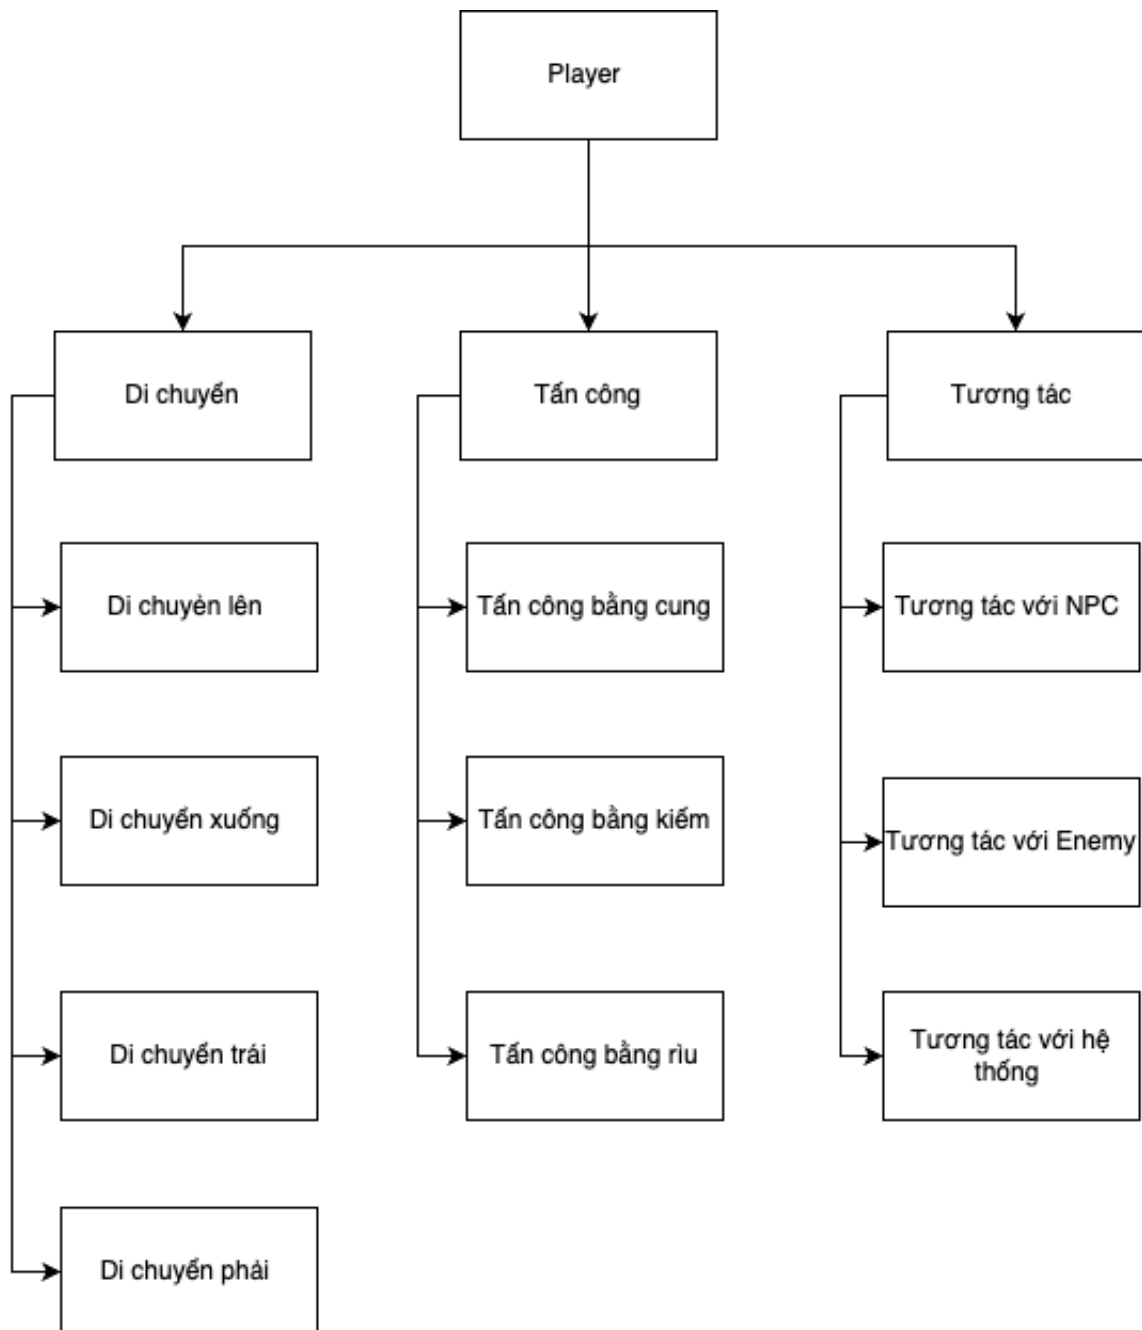 Player
Di chuyển
Tấn công
Tương tác
Di chuyèn lên
Tấn công bằng cung
Tương tác với NPC
Di chuyển xuống
Tấn công bằng kiếm
Tương tác với Enemy
Di chuyển trái
Tấn công bằng rìu
Tương tác với hệ
thống
Di chuyển phải